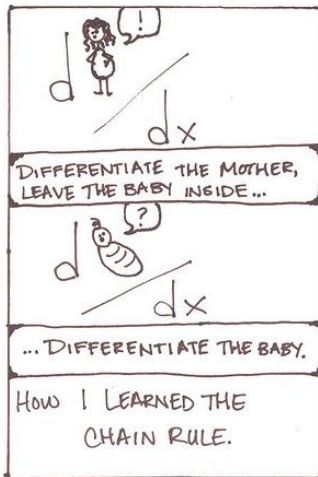 !
d
dx
DIFFERENTIATE THE MOTHER,
LEAVE THE BABY INSIDE...
?
d
dx
...DIFFERENTIATE THE BABY.
HOW I LEARNED THE
CHAIN RULE.